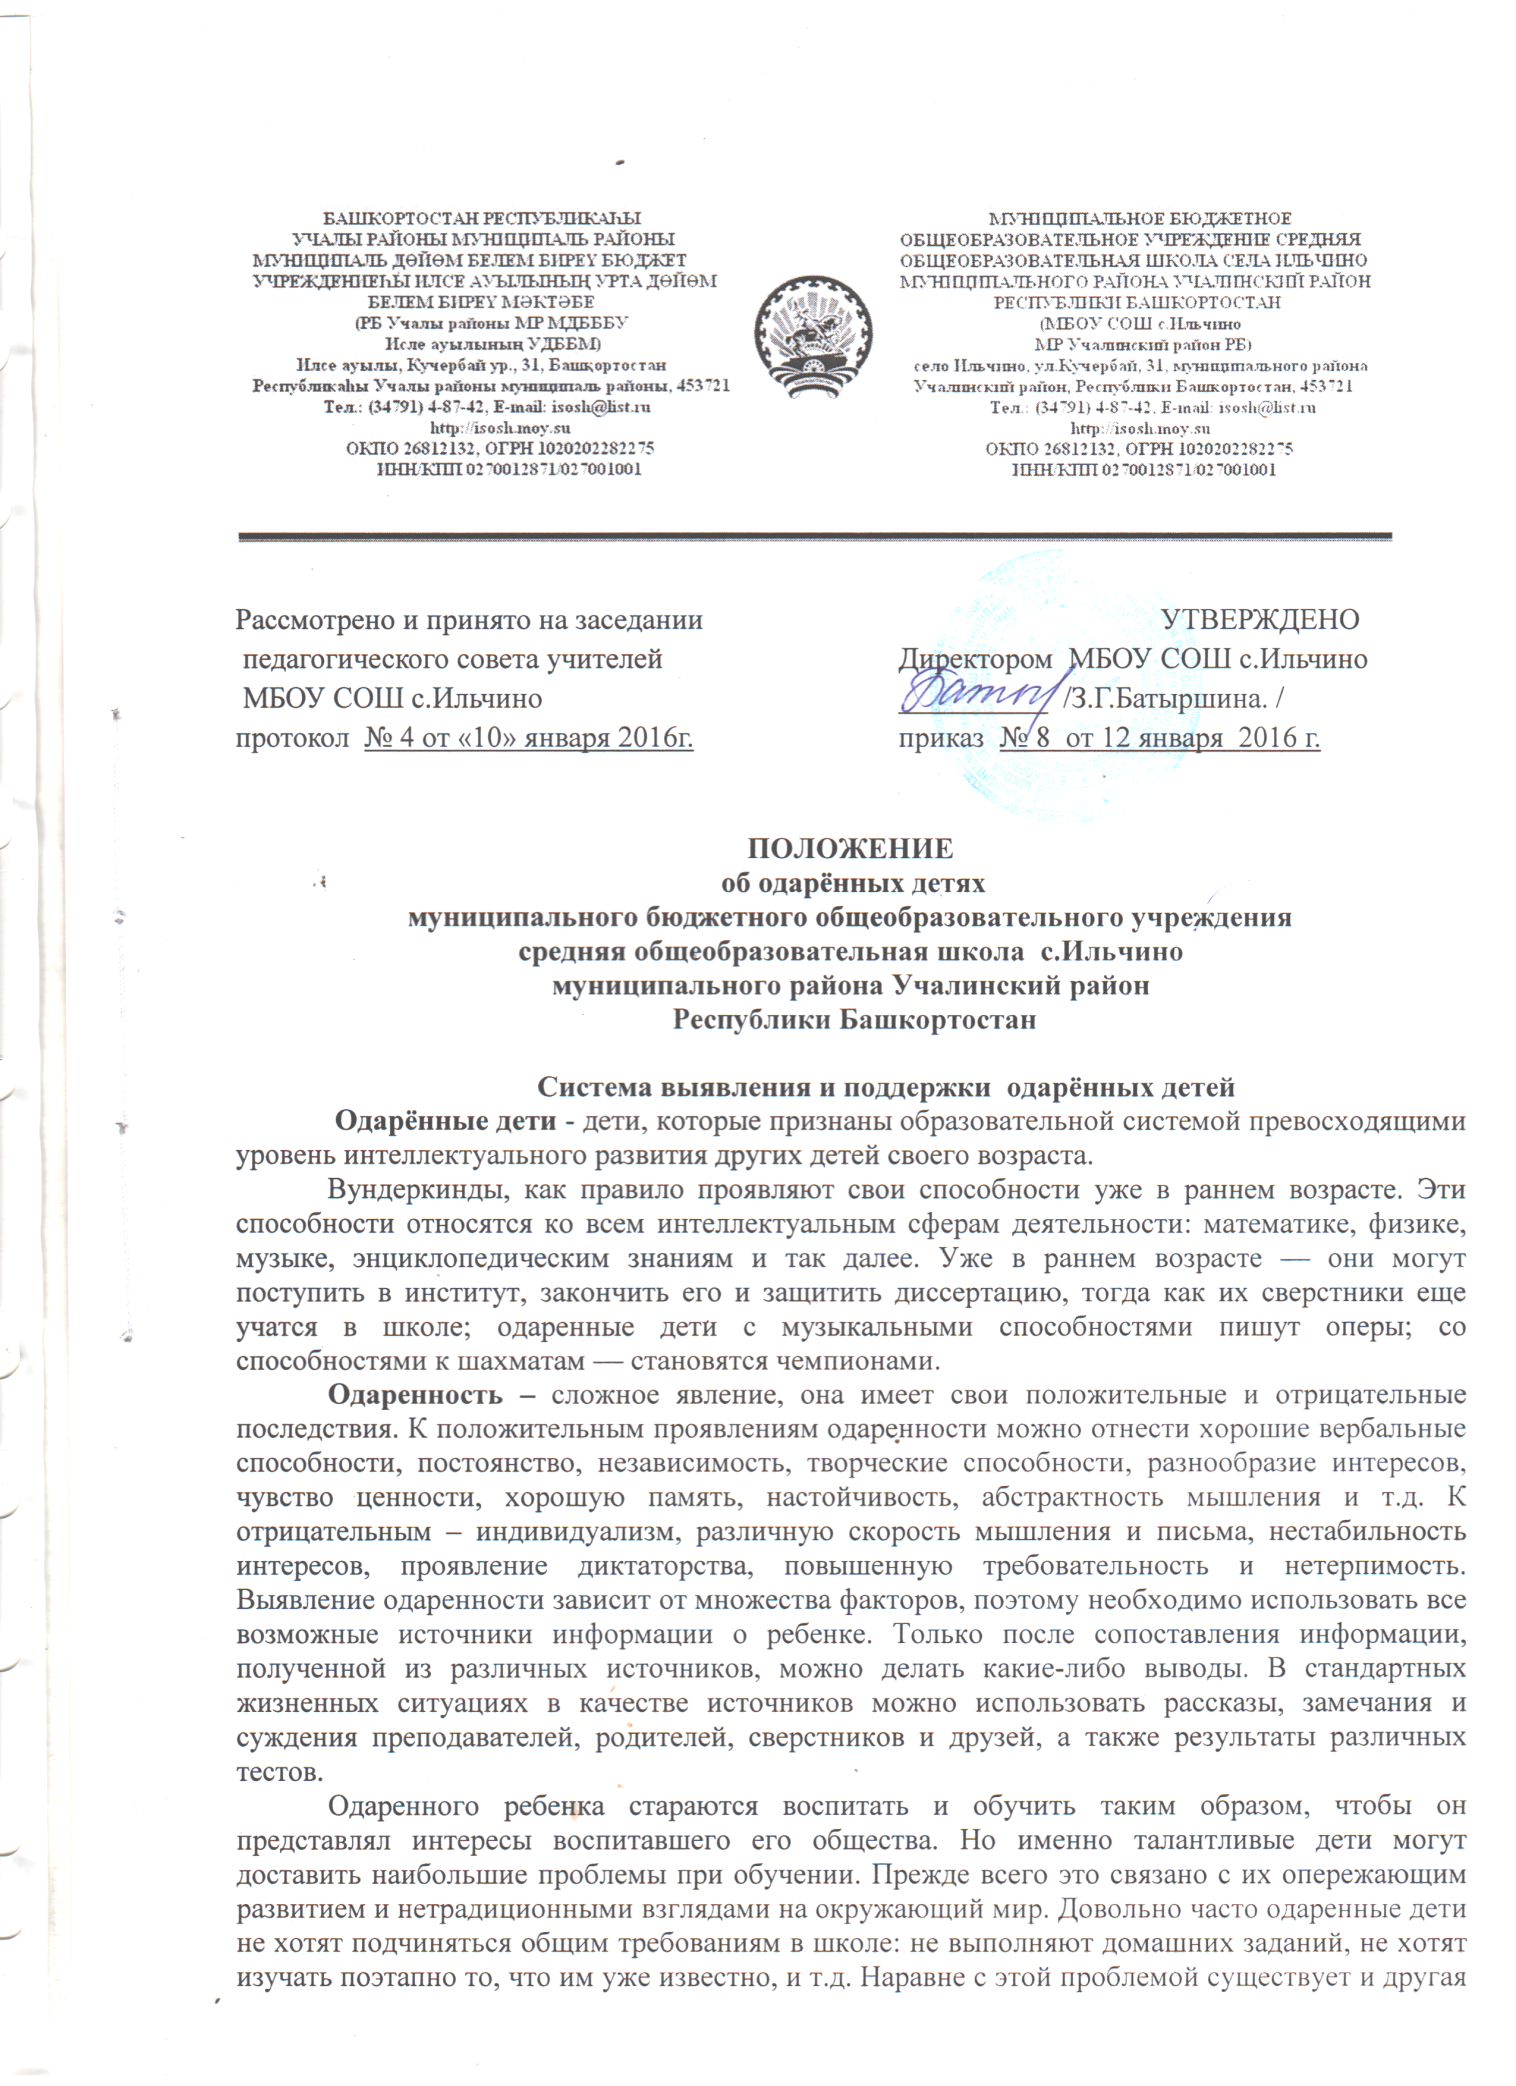 БАШКОРТОСТАН РЕСПУБЛИКАҺЫ
УЧАЛЫ РАЙОНЫ МУНИЦИПАЛЬ РАЙОНЫ
МУНИЦИПАЛЬ ДӨЙӨМ БЕЛЕМ БИРЕҮ БЮДЖЕТ
УЧРЕЖДЕНИЕҺЫ ИЛСЕ АУЫЛЫНЫҢ УРТА ДӨЙӨМ
БЕЛЕМ БИРЕҮ МӘКТӘБЕ
(РБ Учалы районы МР МДБББУ
Исле ауылының УДББМ)
Илсе ауылы, Кучербай ур., 31, Башҡортостан
Республикаһы Учалы районы муниципаль районы, 453721
Тел.: (34791) 4-87-42, E-mail: isosh@list.ru
http://isosh.moy.su
ОКПО 26812132, ОГРН 1020202282275
ИНН/КПП 0270012871/027001001
МУНИЦИПАЛЬНОЕ БЮДЖЕТНОЕ
ОБЩЕОБРАЗОВАТЕЛЬНОЕ УЧРЕЖДЕНИЕ СРЕДНЯЯ
ОБЩЕОБРАЗОВАТЕЛЬНАЯ ШКОЛА СЕЛА ИЛЬЧИНО
МУНИЦИПАЛЬНОГО РАЙОНА УЧАЛИНСКИЙ РАЙОН
РЕСПУБЛИКИ БАШКОРТОСТАН
(МБОУ СОШ с.Ильчино
МР Учалинский район РБ)
село Ильчино, ул.Кучербай, 31, муниципального района
Учалинский район, Республики Башкортостан, 453721
Тел.: (34791) 4-87-42, E-mail: isosh@list.ru
http://isosh.moy.su
ОКПО 26812132, ОГРН 1020202282275
ИНН/КПП 0270012871/027001001
Рассмотрено и принято на заседании
педагогического совета учителей
МБОУ СОШ с.Ильчино
протокол № 4 от «10» января 2016г.
УТВЕРЖДЕНО
Директором МБОУ СОШ с.Ильчино
/З.Г.Батыршина. /
приказ № 8 от 12 января 2016 г.
ПОЛОЖЕНИЕ
об одарённых детях
муниципального бюджетного общеобразовательного учреждения
средняя общеобразовательная школа с.Ильчино
муниципального района Учалинский район
Республики Башкортостан
Система выявления и поддержки одарённых детей
Одарённые дети - дети, которые признаны образовательной системой превосходящими
уровень интеллектуального развития других детей своего возраста.
Вундеркинды, как правило проявляют свои способности уже в раннем возрасте. Эти
способности относятся ко всем интеллектуальным сферам деятельности: математике, физике,
музыке, энциклопедическим знаниям и так далее. Уже в раннем возрасте — они могут
поступить в институт, закончить его и защитить диссертацию, тогда как их сверстники еще
учатся в школе; одаренные дети с музыкальными способностями пишут оперы; со
способностями к шахматам — становятся чемпионами.
Одаренность – сложное явление, она имеет свои положительные и отрицательные
последствия. К положительным проявлениям одаренности можно отнести хорошие вербальные
способности, постоянство, независимость, творческие способности, разнообразие интересов,
чувство ценности, хорошую память, настойчивость, абстрактность мышления и т.д. К
отрицательным – индивидуализм, различную скорость мышления и письма, нестабильность
интересов, проявление диктаторства, повышенную требовательность и нетерпимость.
Выявление одаренности зависит от множества факторов, поэтому необходимо использовать все
возможные источники информации о ребенке. Только после сопоставления информации,
полученной из различных источников, можно делать какие-либо выводы. В стандартных
жизненных ситуациях в качестве источников можно использовать рассказы, замечания и
суждения преподавателей, родителей, сверстников и друзей, а также результаты различных
тестов.
Одаренного ребенка стараются воспитать и обучить таким образом, чтобы он
представлял интересы воспитавшего его общества. Но именно талантливые дети могут
доставить наибольшие проблемы при обучении. Прежде всего это связано с их опережающим
развитием и нетрадиционными взглядами на окружающий мир. Довольно часто одаренные дети
не хотят подчиняться общим требованиям в школе: не выполняют домашних заданий, не хотят
изучать поэтапно то, что им уже известно, и т.д. Наравне с этой проблемой существует и другая